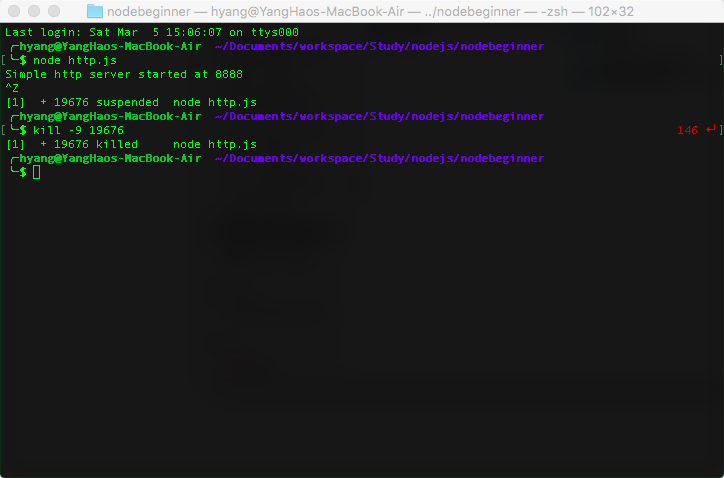 nodebeginner — hyang@YangHaos-MacBook-Air — ../nodebeginner — -zsh — 102×32
Last login: Sat Mar  5 15:06:07 on ttys000
╭─hyang@YangHaos-MacBook-Air  ~/Documents/workspace/Study/nodejs/nodebeginner
[╰─$ node http.js ]
Simple http server started at 8888
^Z
[1]  + 19676 suspended  node http.js
╭─hyang@YangHaos-MacBook-Air  ~/Documents/workspace/Study/nodejs/nodebeginner
[╰─$ kill -9 19676 146 ↵]
[1]  + 19676 killed     node http.js
╭─hyang@YangHaos-MacBook-Air  ~/Documents/workspace/Study/nodejs/nodebeginner
╰─$